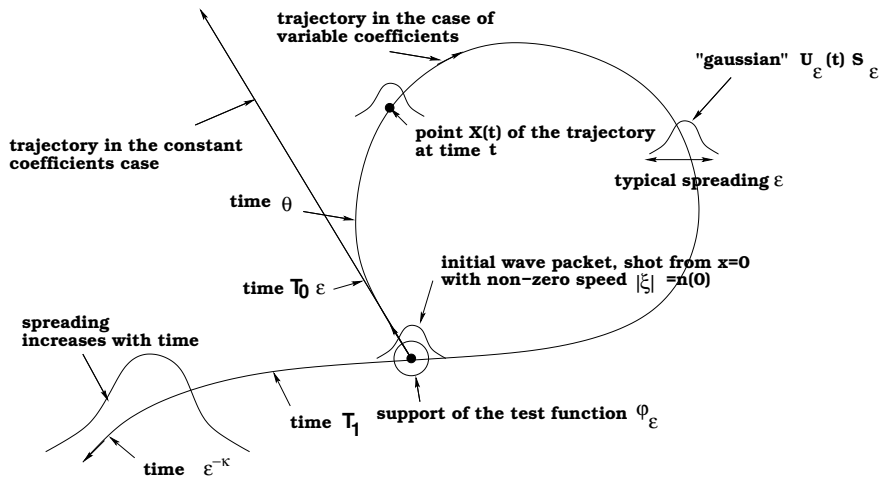 trajectory in the case of
variable coefficients
"gaussian" U_ε(t) S_ε
trajectory in the constant
coefficients case
point X(t) of the trajectory
at time t
typical spreading ε
time θ
initial wave packet, shot from x=0
with non−zero speed |ξ| =n(0)
time T_0 ε
spreading
increases with time
time T_1
support of the test function φ_ε
time ε^{−κ}